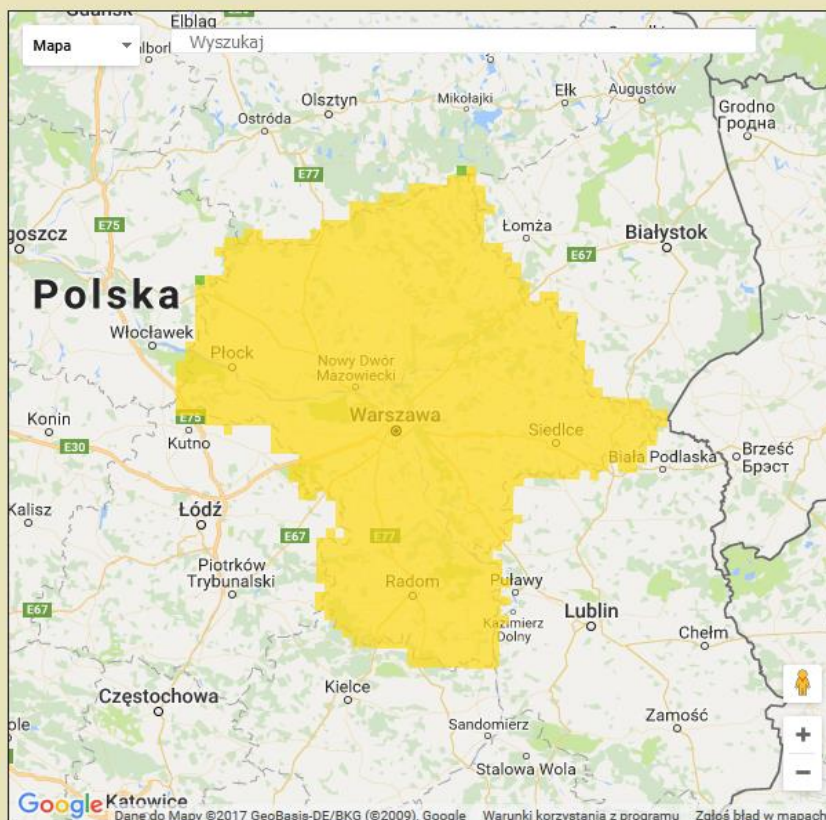 Gdańsk
Elbląg
Mapa
Wyszukaj
Olsztyn
Mikołajki
Ełk
Augustów
Ostróda
Grodno
Гродна
E77
E75
goszcz
Łomża
Białystok
E67
Polska
Włocławek
Płock
Nowy Dwór
Mazowiecki
Warszawa
Konin
E75
Kutno
Siedlce
E30
Biała Podlaska
Brześć
Брэст
Kalisz
Łódź
E67
E77
Piotrków
Trybunalski
Radom
Puławy
E67
Kazimierz
Dolny
Lublin
Chełm
Kielce
Częstochowa
Zamość
ole
Sandomierz
Stalowa Wola
Google
Katowice
Dane do Mapy ©2017 GeoBasis-DE/BKG (©2009), Google
Warunki korzystania z programu
Zgłoś błąd w mapach